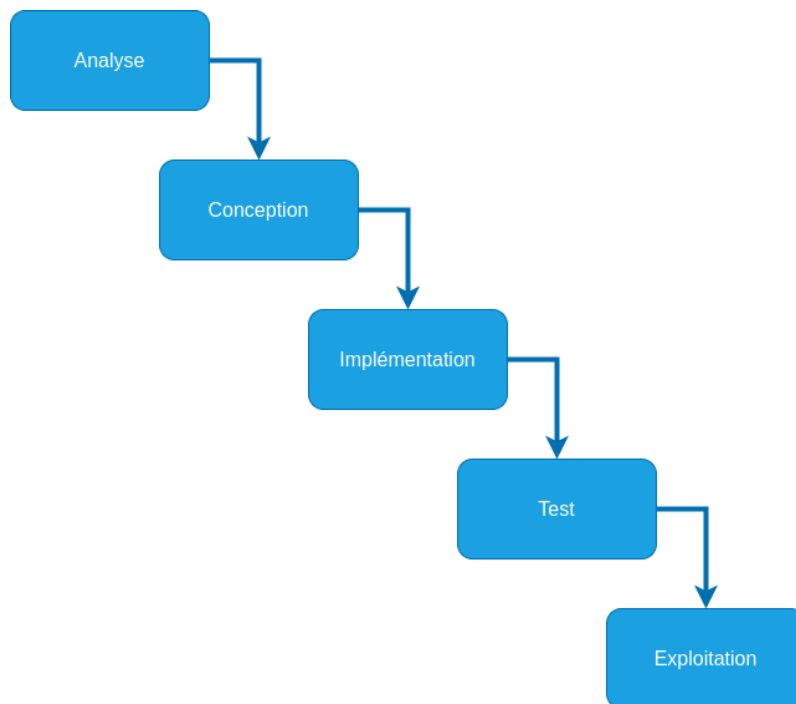 Analyse
Conception
Implémentation
Test
Exploitation